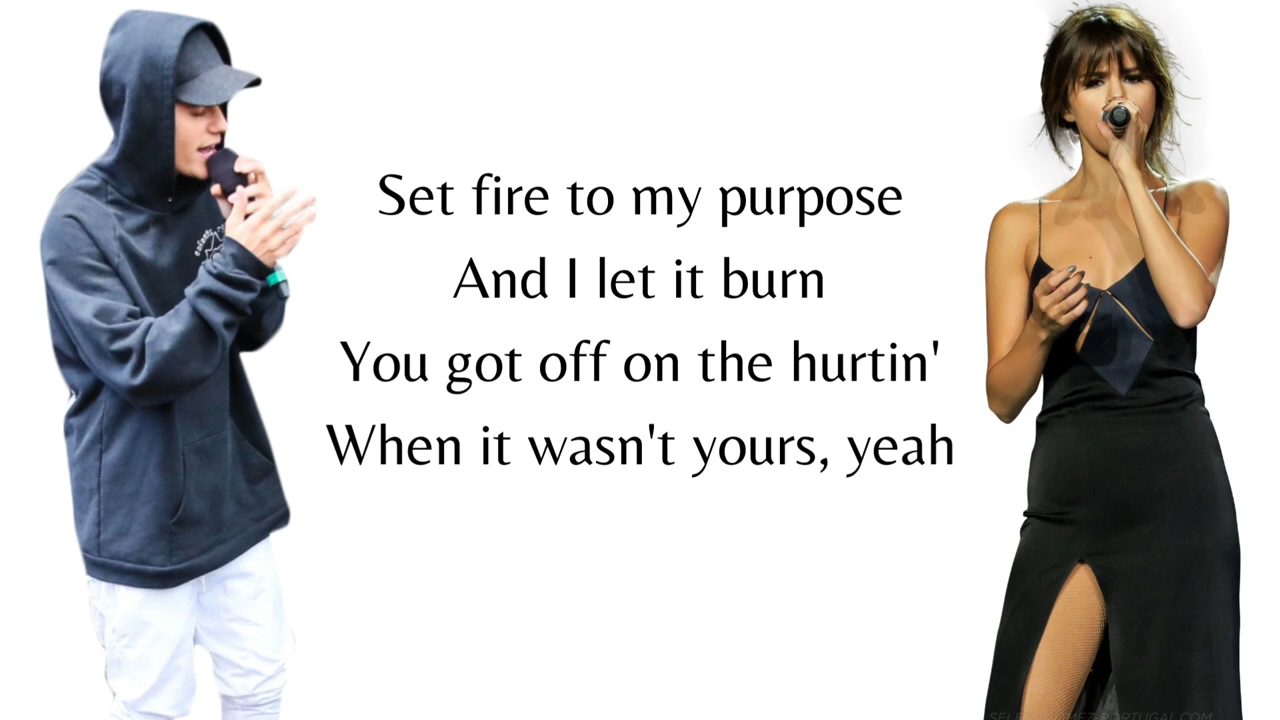 Set fire to my purpose
And I let it burn
You got off on the hurtin'
When it wasn't yours, yeah